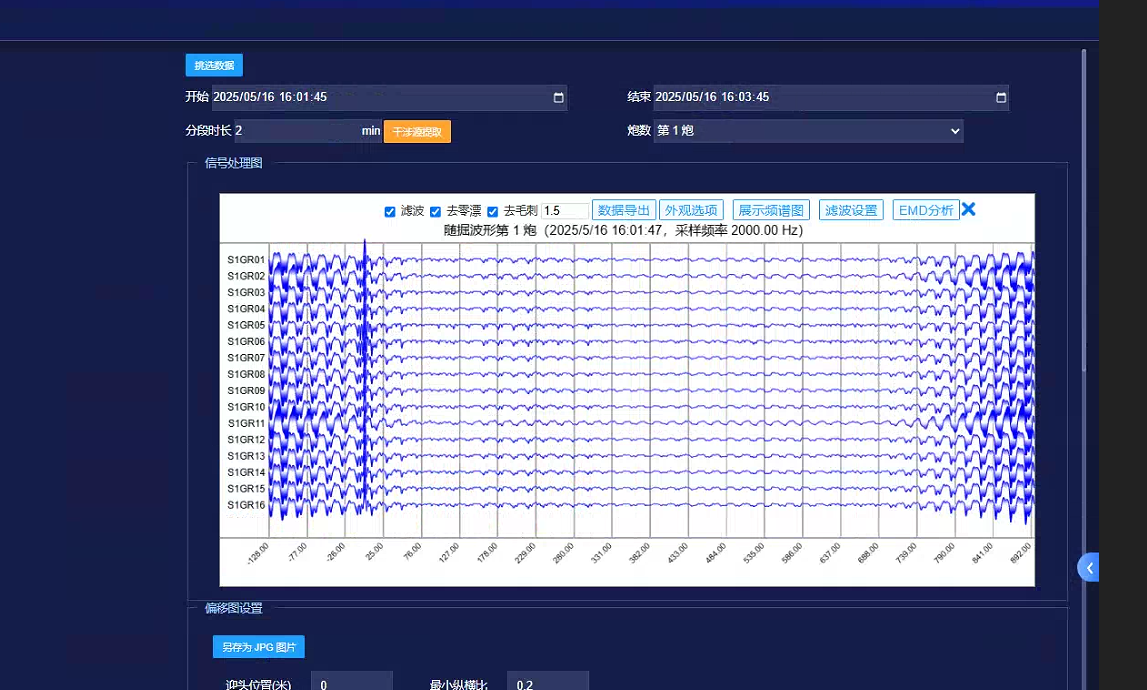 挑选数据
开始 2025/05/16 16:01:45 结束 2025/05/16 16:03:45
分段时长 2 min 干涉源提取 炮数 第 1 炮
信号处理图
滤波 去零漂 去毛刺 1.5 数据导出 外观选项 展示频谱图 滤波设置 EMD分析
随掘波形第 1 炮（2025/5/16 16:01:47，采样频率 2000.00 Hz）
S1GR01
S1GR02
S1GR03
S1GR04
S1GR05
S1GR06
S1GR07
S1GR08
S1GR09
S1GR10
S1GR11
S1GR12
S1GR13
S1GR14
S1GR15
S1GR16
-128.00 -77.00 -26.00 25.00 76.00 127.00 178.00 229.00 280.00 331.00 382.00 433.00 484.00 535.00 586.00 637.00 688.00 739.00 790.00 841.00 892.00
偏移图设置
另存为 JPG 图片
迎头位置(米) 0 最小纵横比 0.2